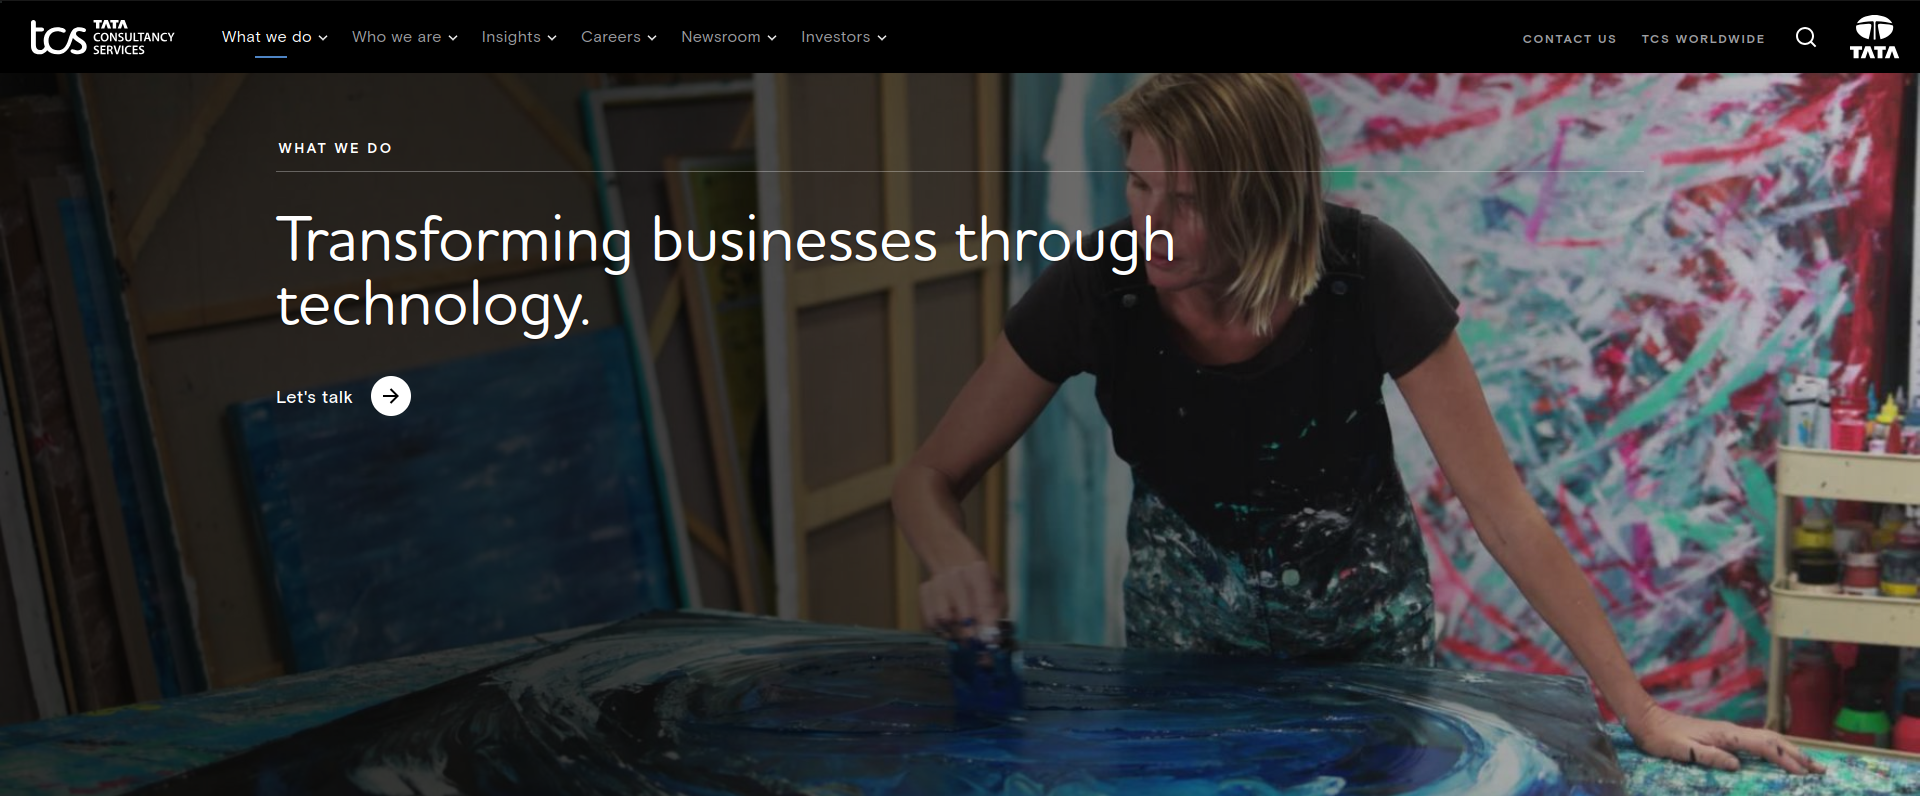 tcs TATA
CONSULTANCY
SERVICES
What we do
Who we are
Insights
Careers
Newsroom
Investors
CONTACT US
TCS WORLDWIDE
TATA
WHAT WE DO
Transforming businesses through
technology.
Let's talk